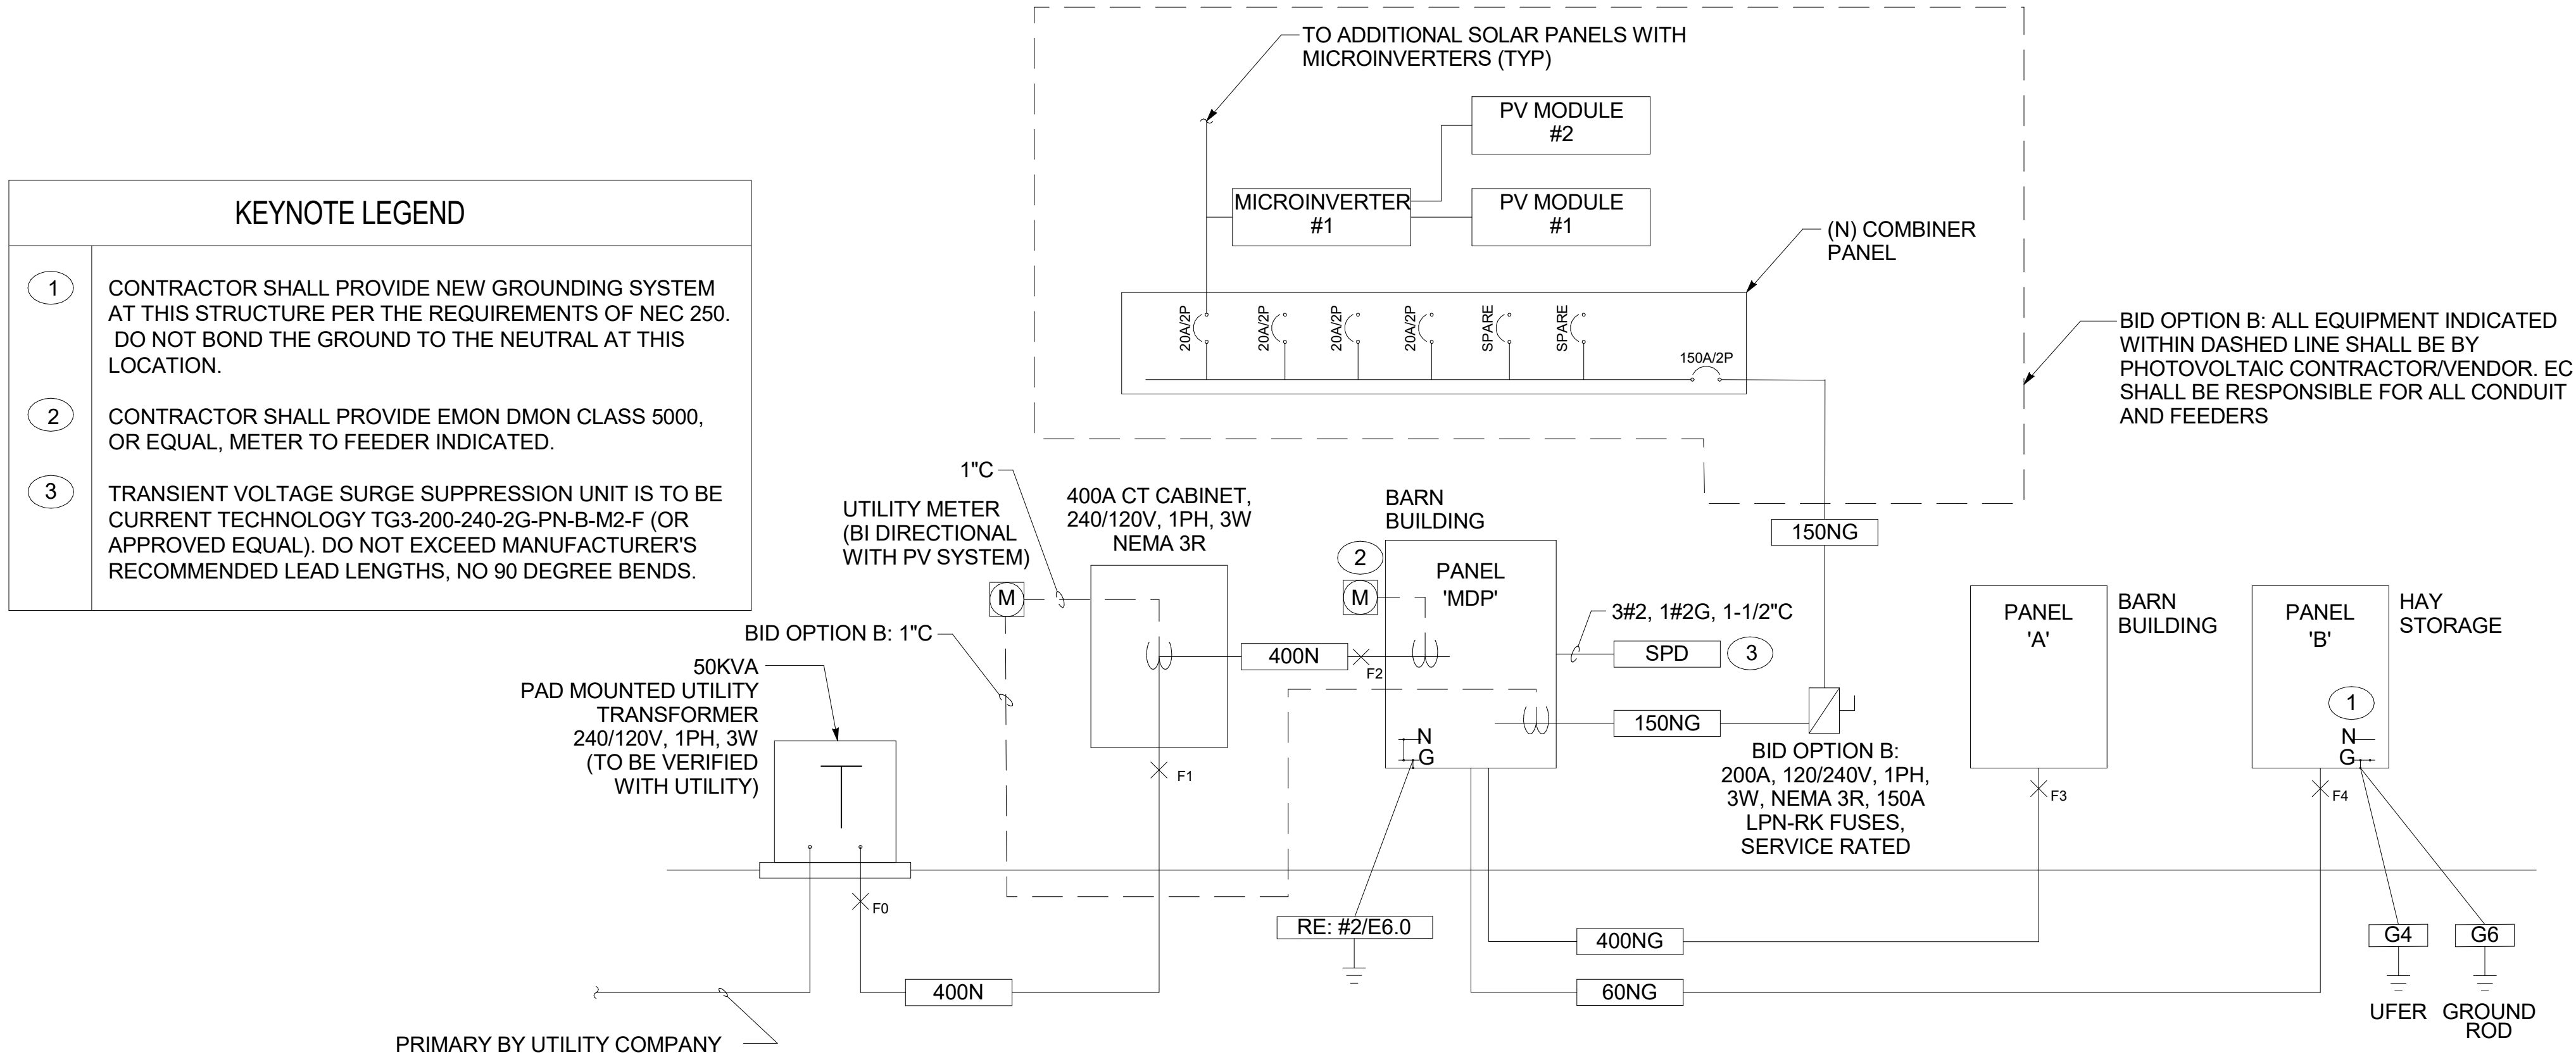 TO ADDITIONAL SOLAR PANELS WITH
MICROINVERTERS (TYP)
PV MODULE
#2
MICROINVERTER
#1
PV MODULE
#1
(N) COMBINER
PANEL
20A/2P
20A/2P
20A/2P
20A/2P
SPARE
SPARE
150A/2P
BID OPTION B: ALL EQUIPMENT INDICATED
WITHIN DASHED LINE SHALL BE BY
PHOTOVOLTAIC CONTRACTOR/VENDOR. EC
SHALL BE RESPONSIBLE FOR ALL CONDUIT
AND FEEDERS
KEYNOTE LEGEND
1
CONTRACTOR SHALL PROVIDE NEW GROUNDING SYSTEM
AT THIS STRUCTURE PER THE REQUIREMENTS OF NEC 250.
DO NOT BOND THE GROUND TO THE NEUTRAL AT THIS
LOCATION.
2
CONTRACTOR SHALL PROVIDE EMON DMON CLASS 5000,
OR EQUAL, METER TO FEEDER INDICATED.
3
TRANSIENT VOLTAGE SURGE SUPPRESSION UNIT IS TO BE
CURRENT TECHNOLOGY TG3-200-240-2G-PN-B-M2-F (OR
APPROVED EQUAL). DO NOT EXCEED MANUFACTURER'S
RECOMMENDED LEAD LENGTHS, NO 90 DEGREE BENDS.
1"C
UTILITY METER
(BI DIRECTIONAL
WITH PV SYSTEM)
M
400A CT CABINET,
240/120V, 1PH, 3W
NEMA 3R
BARN
BUILDING
2
M
PANEL
'MDP'
150NG
3#2, 1#2G, 1-1/2"C
SPD
3
PANEL
'A'
BARN
BUILDING
PANEL
'B'
HAY
STORAGE
1
N
G
BID OPTION B: 1"C
50KVA
PAD MOUNTED UTILITY
TRANSFORMER
240/120V, 1PH, 3W
(TO BE VERIFIED
WITH UTILITY)
T
400N
F2
150NG
N
G
BID OPTION B:
200A, 120/240V, 1PH,
3W, NEMA 3R, 150A
LPN-RK FUSES,
SERVICE RATED
F1
F3
F4
F0
RE: #2/E6.0
400NG
G4
G6
400N
60NG
UFER
GROUND
ROD
PRIMARY BY UTILITY COMPANY